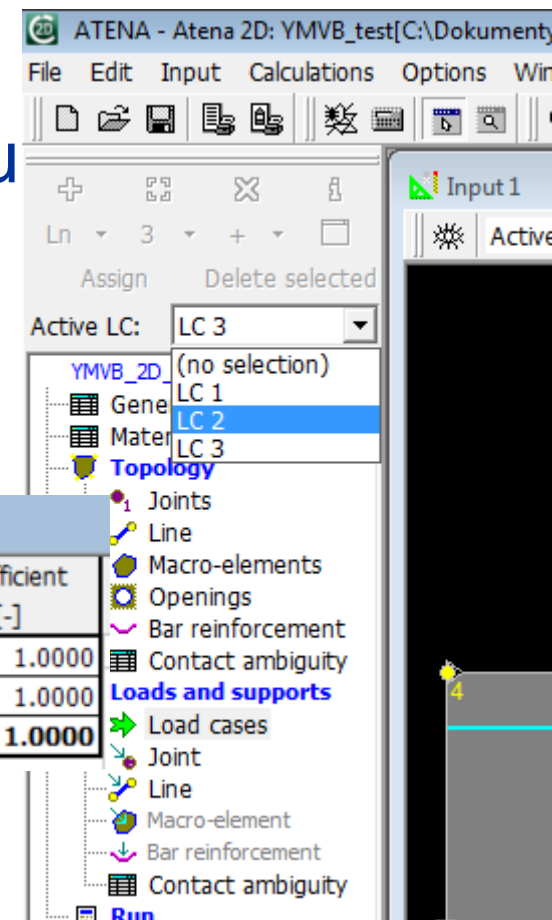 ATENA - Atena 2D: YMVB_test[C:\Dokumenty
File Edit Input Calculations Options Win
u
Input 1
Ln 3 +
Active
Assign Delete selected
Active LC: LC 3
(no selection)
LC 1
LC 2
LC 3
YMVB_2D_
Gene
Mater
Topology
Joints
Line
Macro-elements
Openings
Bar reinforcement
Contact ambiguity
Loads and supports
Load cases
Joint
Line
Macro-element
Bar reinforcement
Contact ambiguity
Run
fficient
[-]
1.0000
1.0000
1.0000
4